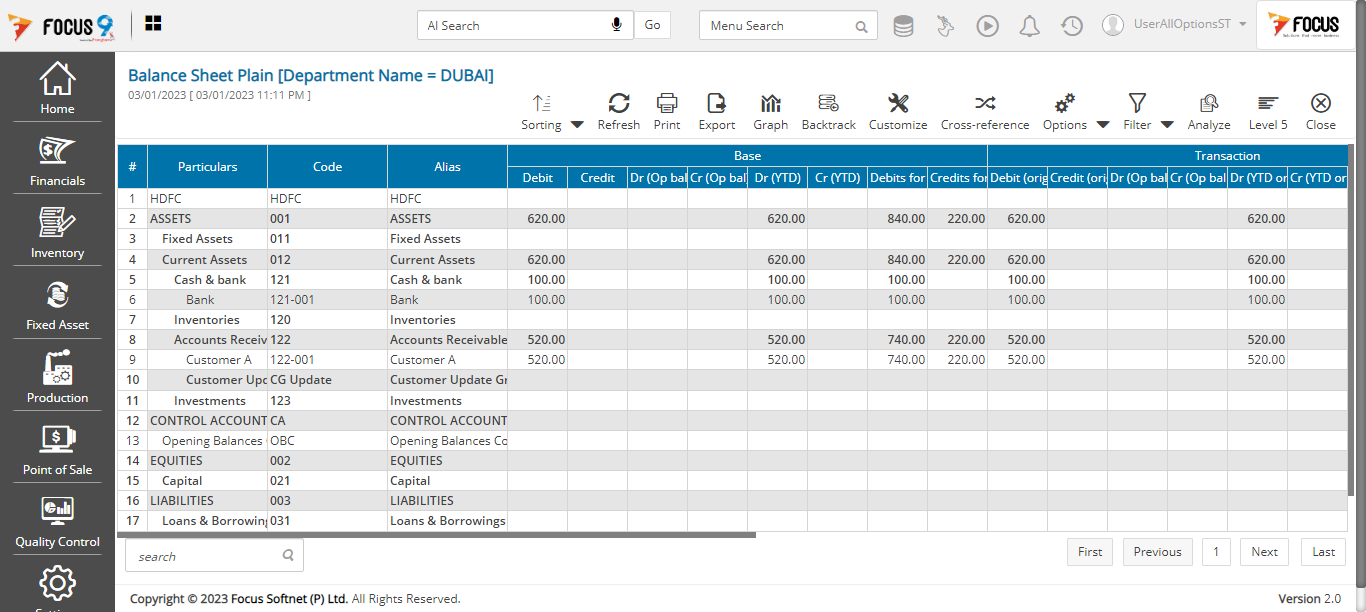 FOCUS 9
AI Search Go Menu Search UserAllOptionsST FOCUS
Home
Financials
Inventory
Fixed Asset
Production
Point of Sale
Quality Control
Balance Sheet Plain [Department Name = DUBAI]
03/01/2023 [ 03/01/2023 11:11 PM ]
Sorting Refresh Print Export Graph Backtrack Customize Cross-reference Options Filter Analyze Level 5 Close
# Particulars Code Alias Base Transaction
Debit Credit Dr (Op bal Cr (Op bal Dr (YTD) Cr (YTD) Debits for Credits for Debit (orig Credit (ori Dr (Op bal Cr (Op bal Dr (YTD or Cr (YTD or
1 HDFC HDFC HDFC
2 ASSETS 001 ASSETS 620.00 620.00 840.00 220.00 620.00 620.00
3 Fixed Assets 011 Fixed Assets
4 Current Assets 012 Current Assets 620.00 620.00 840.00 220.00 620.00 620.00
5 Cash & bank 121 Cash & bank 100.00 100.00 100.00 100.00 100.00
6 Bank 121-001 Bank 100.00 100.00 100.00 100.00 100.00
7 Inventories 120 Inventories
8 Accounts Receiv 122 Accounts Receivable 520.00 520.00 740.00 220.00 520.00 520.00
9 Customer A 122-001 Customer A 520.00 520.00 740.00 220.00 520.00 520.00
10 Customer Upd CG Update Customer Update Gr
11 Investments 123 Investments
12 CONTROL ACCOUNT CA CONTROL ACCOUNT
13 Opening Balances OBC Opening Balances Co
14 EQUITIES 002 EQUITIES
15 Capital 021 Capital
16 LIABILITIES 003 LIABILITIES
17 Loans & Borrowing 031 Loans & Borrowings
search First Previous 1 Next Last
Copyright © 2023 Focus Softnet (P) Ltd. All Rights Reserved. Version 2.0